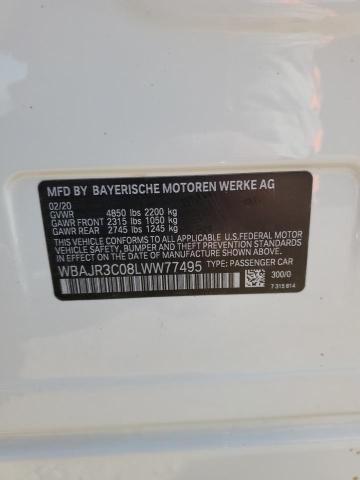 MFD BY BAYERISCHE MOTOREN WERKE AG
02/20
GVWR 4850 lbs 2200 kg
GAWR FRONT 2315 lbs 1050 kg
GAWR REAR 2745 lbs 1245 kg
THIS VEHICLE CONFORMS TO ALL APPLICABLE U.S.FEDERAL MOTOR
VEHICLE SAFETY, BUMPER, AND THEFT PREVENTION STANDARDS
IN EFFECT ON THE DATE OF MANUFACTURE SHOWN ABOVE.
WBAJR3C08LWW77495 TYPE: PASSENGER CAR
300/0
7 315 814